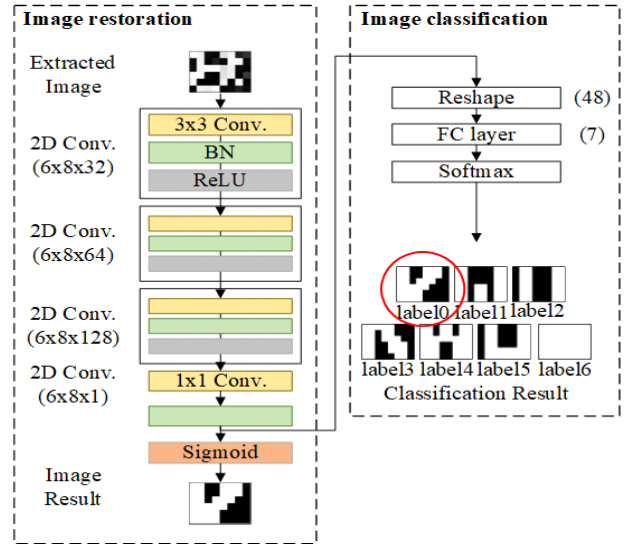 Image restoration
Extracted
Image
2D Conv.
(6x8x32)
3x3 Conv.
BN
ReLU
2D Conv.
(6x8x64)
2D Conv.
(6x8x128)
2D Conv.
(6x8x1)
1x1 Conv.
Sigmoid
Image
Result
Image classification
Reshape (48)
FC layer (7)
Softmax
label0 label1 label2
label3 label4 label5 label6
Classification Result